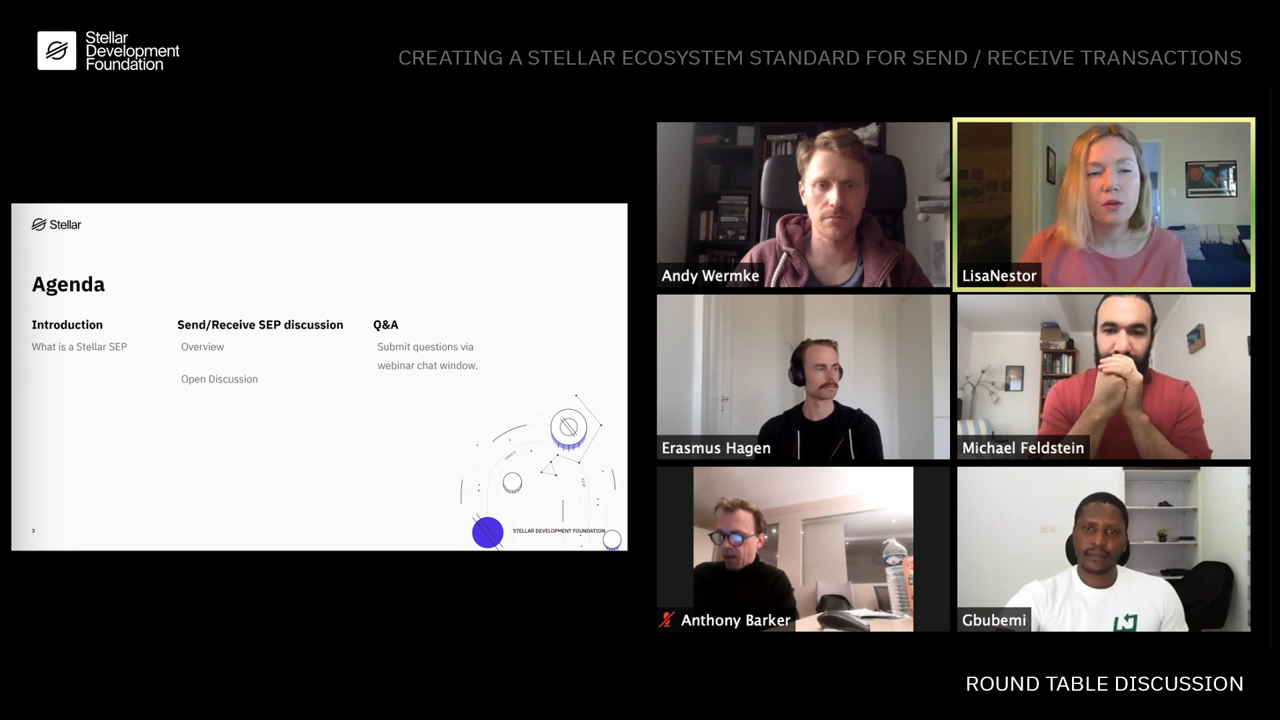 Stellar
Development
Foundation
CREATING A STELLAR ECOSYSTEM STANDARD FOR SEND / RECEIVE TRANSACTIONS
Stellar
Agenda
Introduction
What is a Stellar SEP
Send/Receive SEP discussion
Overview
Open Discussion
Q&A
Submit questions via
webinar chat window.
3
STELLAR DEVELOPMENT FOUNDATION
Andy Wermke
LisaNestor
Erasmus Hagen
Michael Feldstein
Anthony Barker
Gbubemi
ROUND TABLE DISCUSSION